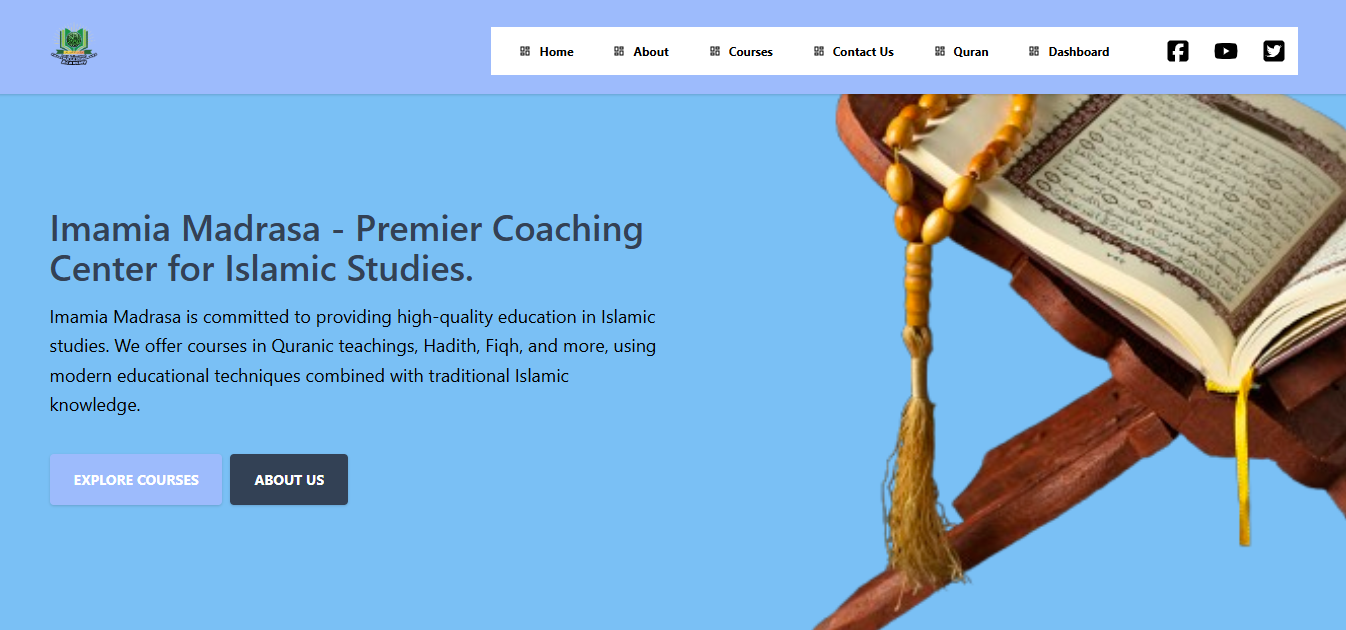 Home About Courses Contact Us Quran Dashboard
Imamia Madrasa - Premier Coaching
Center for Islamic Studies.
Imamia Madrasa is committed to providing high-quality education in Islamic
studies. We offer courses in Quranic teachings, Hadith, Fiqh, and more, using
modern educational techniques combined with traditional Islamic
knowledge.
EXPLORE COURSES ABOUT US